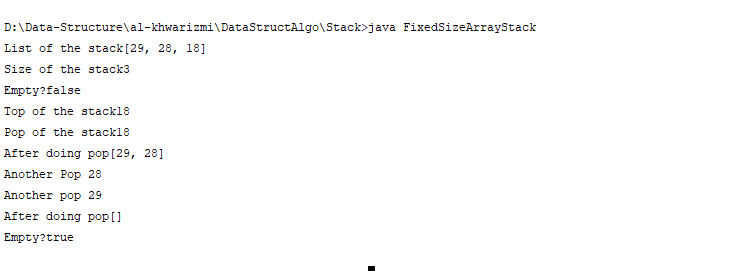 D:\Data-Structure\al-khwarizmi\DataStructAlgo\Stack>java FixedSizeArrayStack
List of the stack[29, 28, 18]
Size of the stack3
Empty?false
Top of the stack18
Pop of the stack18
After doing pop[29, 28]
Another Pop 28
Another pop 29
After doing pop[]
Empty?true